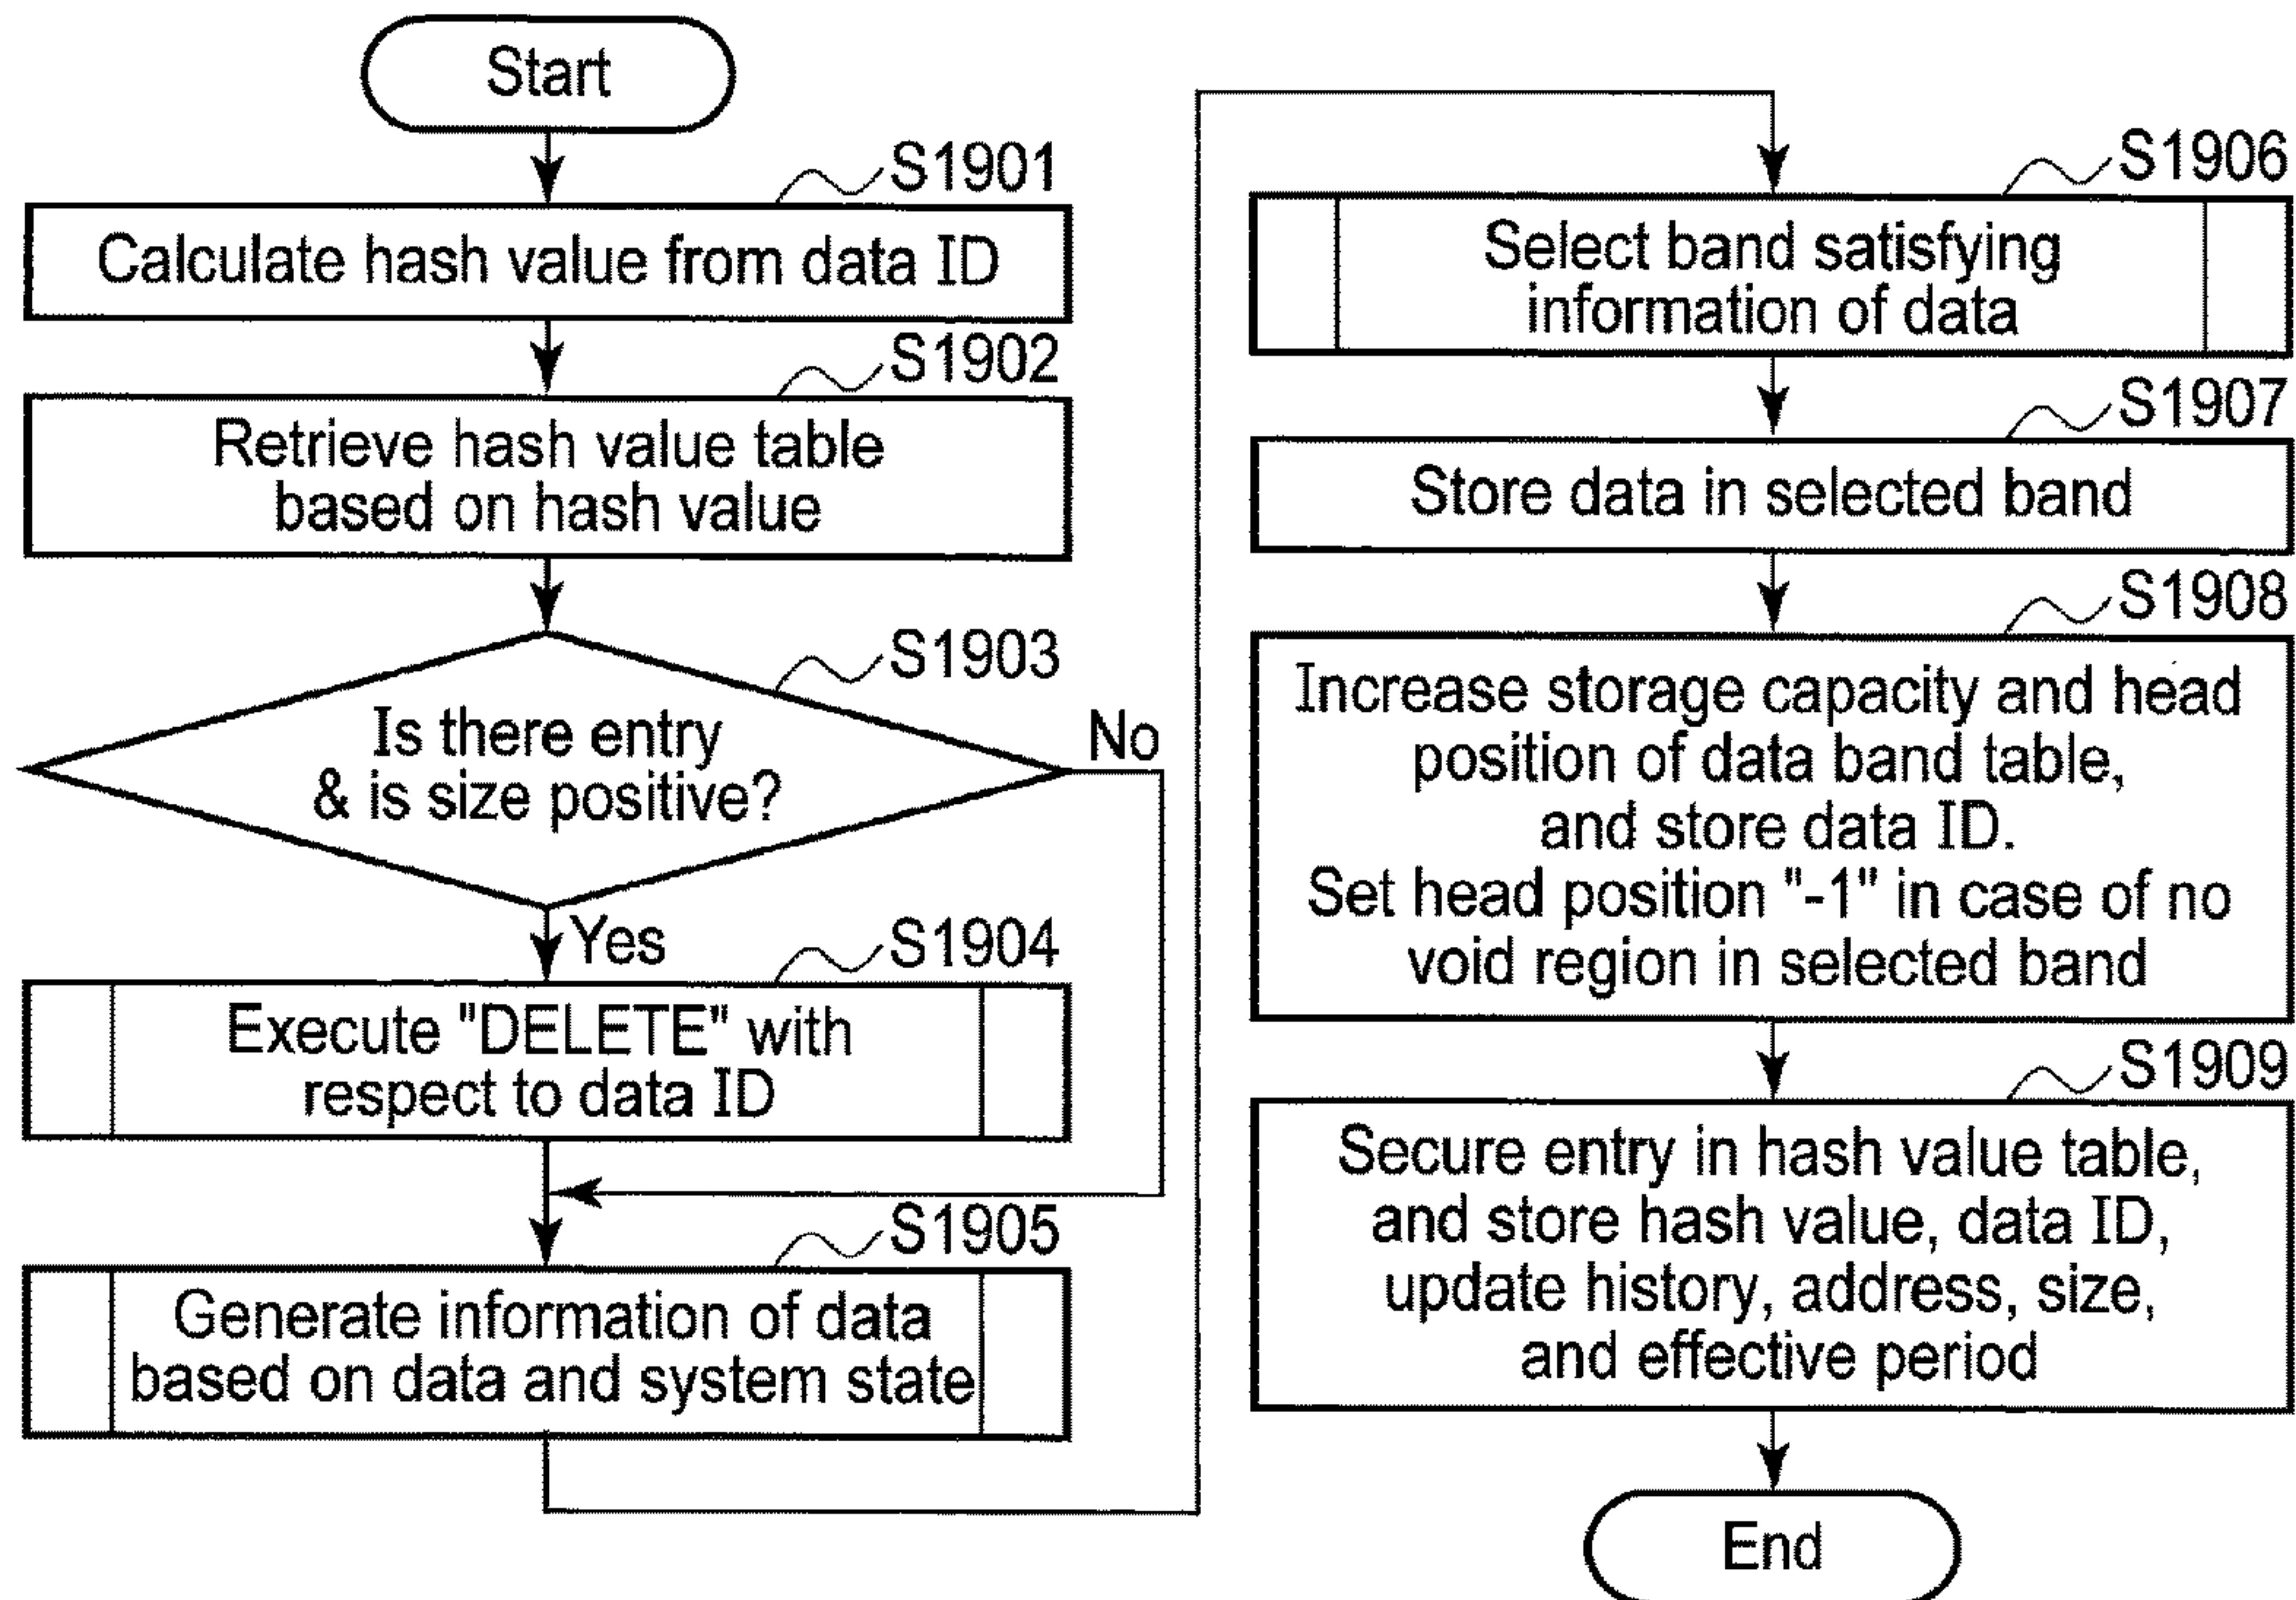 Start
S1901
Calculate hash value from data ID
S1902
Retrieve hash value table
based on hash value
S1903
Is there entry
& is size positive?
No
Yes
S1904
Execute "DELETE" with
respect to data ID
S1905
Generate information of data
based on data and system state
S1906
Select band satisfying
information of data
S1907
Store data in selected band
S1908
Increase storage capacity and head
position of data band table,
and store data ID.
Set head position "-1" in case of no
void region in selected band
S1909
Secure entry in hash value table,
and store hash value, data ID,
update history, address, size,
and effective period
End